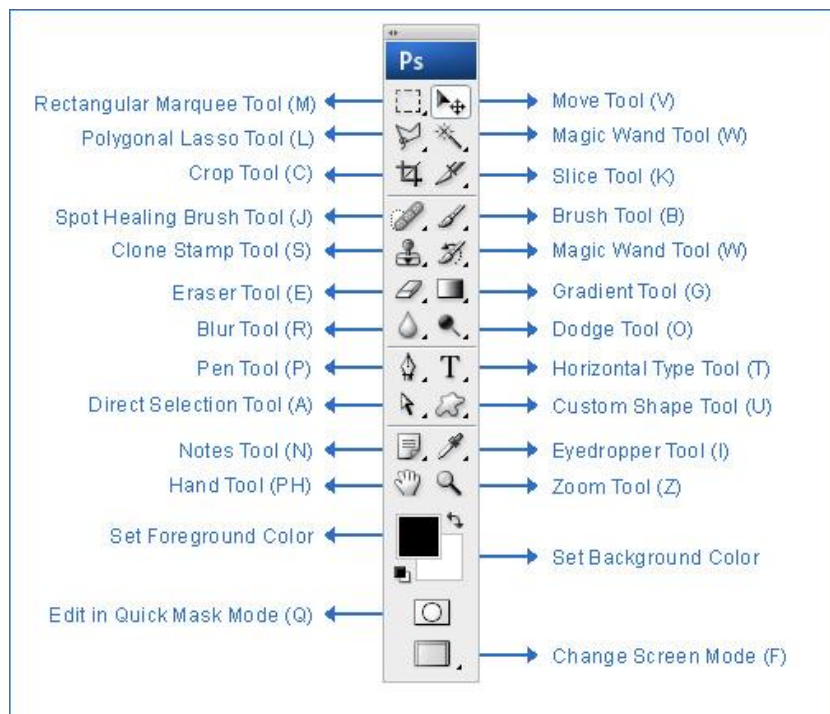 Ps
Rectangular Marquee Tool (M)
Move Tool (V)
Polygonal Lasso Tool (L)
Magic Wand Tool (W)
Crop Tool (C)
Slice Tool (K)
Spot Healing Brush Tool (J)
Brush Tool (B)
Clone Stamp Tool (S)
Magic Wand Tool (W)
Eraser Tool (E)
Gradient Tool (G)
Blur Tool (R)
Dodge Tool (O)
Pen Tool (P)
T
Horizontal Type Tool (T)
Direct Selection Tool (A)
Custom Shape Tool (U)
Notes Tool (N)
Eyedropper Tool (I)
Hand Tool (PH)
Zoom Tool (Z)
Set Foreground Color
Set Background Color
Edit in Quick Mask Mode (Q)
Change Screen Mode (F)